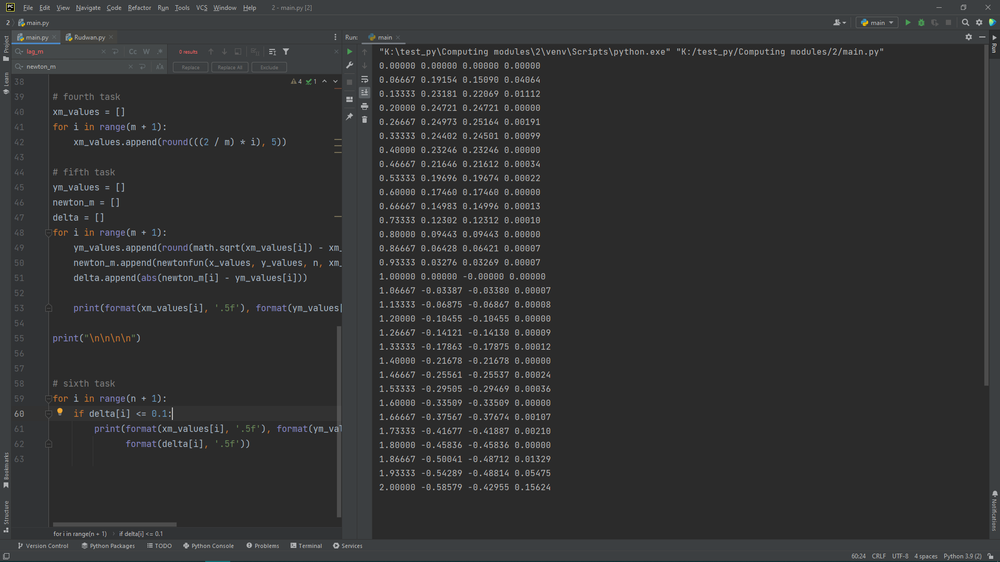 PC File Edit View Navigate Code Refactor Run Tools VCS Window Help 2 - main.py [2]
2 main.py
main
main.py Rudwan.py
Run: main
lag_m Cc W .* 0 results
newton_m Replace Replace All Exclude
4 1
38
39 # fourth task
40 xm_values = []
41 for i in range(m + 1):
42 xm_values.append(round(((2 / m) * i), 5))
43
44 # fifth task
45 ym_values = []
46 newton_m = []
47 delta = []
48 for i in range(m + 1):
49 ym_values.append(round(math.sqrt(xm_values[i]) - xm_
50 newton_m.append(newtonfun(x_values, y_values, n, xm_
51 delta.append(abs(newton_m[i] - ym_values[i]))
52
53 print(format(xm_values[i], '.5f'), format(ym_values[
54
55 print("\n\n\n\n")
56
57
58 # sixth task
59 for i in range(n + 1):
60 if delta[i] <= 0.1:
61 print(format(xm_values[i], '.5f'), format(ym_val
62 format(delta[i], '.5f'))
63
for i in range(n + 1) › if delta[i] <= 0.1
"K:\test_py\Computing modules\2\venv\Scripts\python.exe" "K:/test_py/Computing modules/2/main.py"
0.00000 0.00000 0.00000 0.00000
0.06667 0.19154 0.15090 0.04064
0.13333 0.23181 0.22069 0.01112
0.20000 0.24721 0.24721 0.00000
0.26667 0.24973 0.25164 0.00191
0.33333 0.24402 0.24501 0.00099
0.40000 0.23246 0.23246 0.00000
0.46667 0.21646 0.21612 0.00034
0.53333 0.19696 0.19674 0.00022
0.60000 0.17460 0.17460 0.00000
0.66667 0.14983 0.14996 0.00013
0.73333 0.12302 0.12312 0.00010
0.80000 0.09443 0.09443 0.00000
0.86667 0.06428 0.06421 0.00007
0.93333 0.03276 0.03269 0.00007
1.00000 0.00000 -0.00000 0.00000
1.06667 -0.03387 -0.03380 0.00007
1.13333 -0.06875 -0.06867 0.00008
1.20000 -0.10455 -0.10455 0.00000
1.26667 -0.14121 -0.14130 0.00009
1.33333 -0.17863 -0.17875 0.00012
1.40000 -0.21678 -0.21678 0.00000
1.46667 -0.25561 -0.25537 0.00024
1.53333 -0.29505 -0.29469 0.00036
1.60000 -0.33509 -0.33509 0.00000
1.66667 -0.37567 -0.37674 0.00107
1.73333 -0.41677 -0.41887 0.00210
1.80000 -0.45836 -0.45836 0.00000
1.86667 -0.50041 -0.48712 0.01329
1.93333 -0.54289 -0.48814 0.05475
2.00000 -0.58579 -0.42955 0.15624
Project
Learn
Bookmarks
Structure
Run
Notifications
Version Control Python Packages TODO Python Console Problems Terminal Services
60:24 CRLF UTF-8 4 spaces Python 3.9 (2)